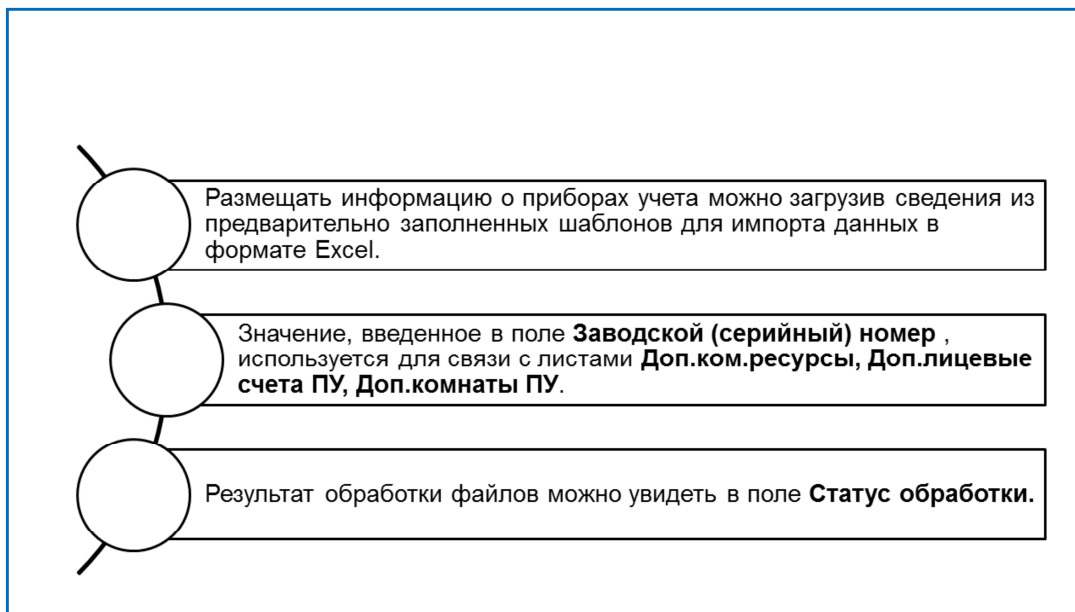 Размещать информацию о приборах учета можно загрузив сведения из
предварительно заполненных шаблонов для импорта данных в
формате Excel.
Значение, введенное в поле Заводской (серийный) номер ,
используется для связи с листами Доп.ком.ресурсы, Доп.лицевые
счета ПУ, Доп.комнаты ПУ.
Результат обработки файлов можно увидеть в поле Статус обработки.